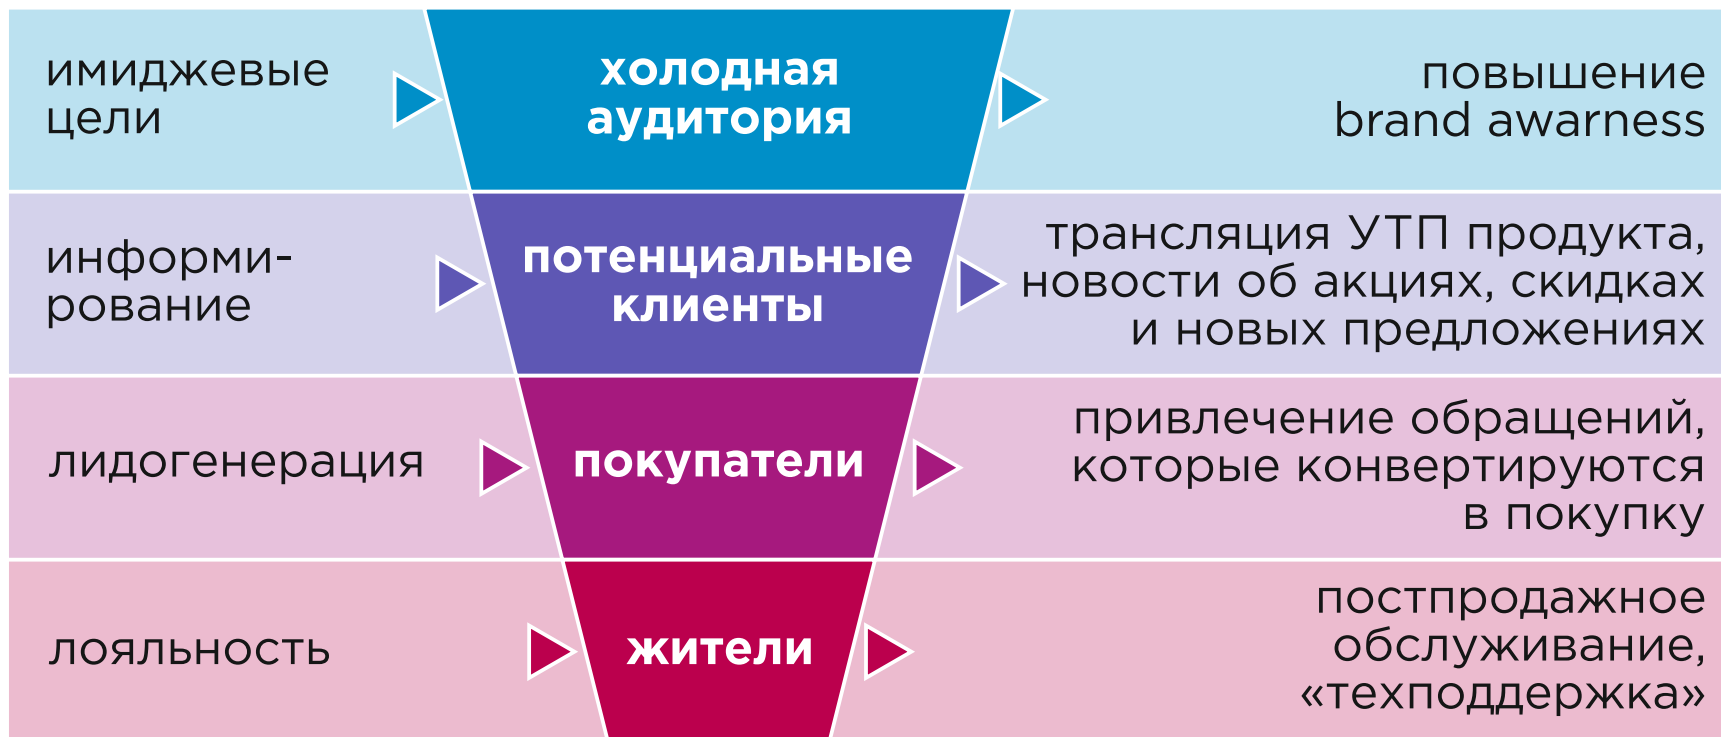 имиджевые
цели
холодная
аудитория
повышение
brand awarness
информи-
рование
потенциальные
клиенты
трансляция УТП продукта,
новости об акциях, скидках
и новых предложениях
лидогенерация
покупатели
привлечение обращений,
которые конвертируются
в покупку
лояльность
жители
постпродажное
обслуживание,
«техподдержка»